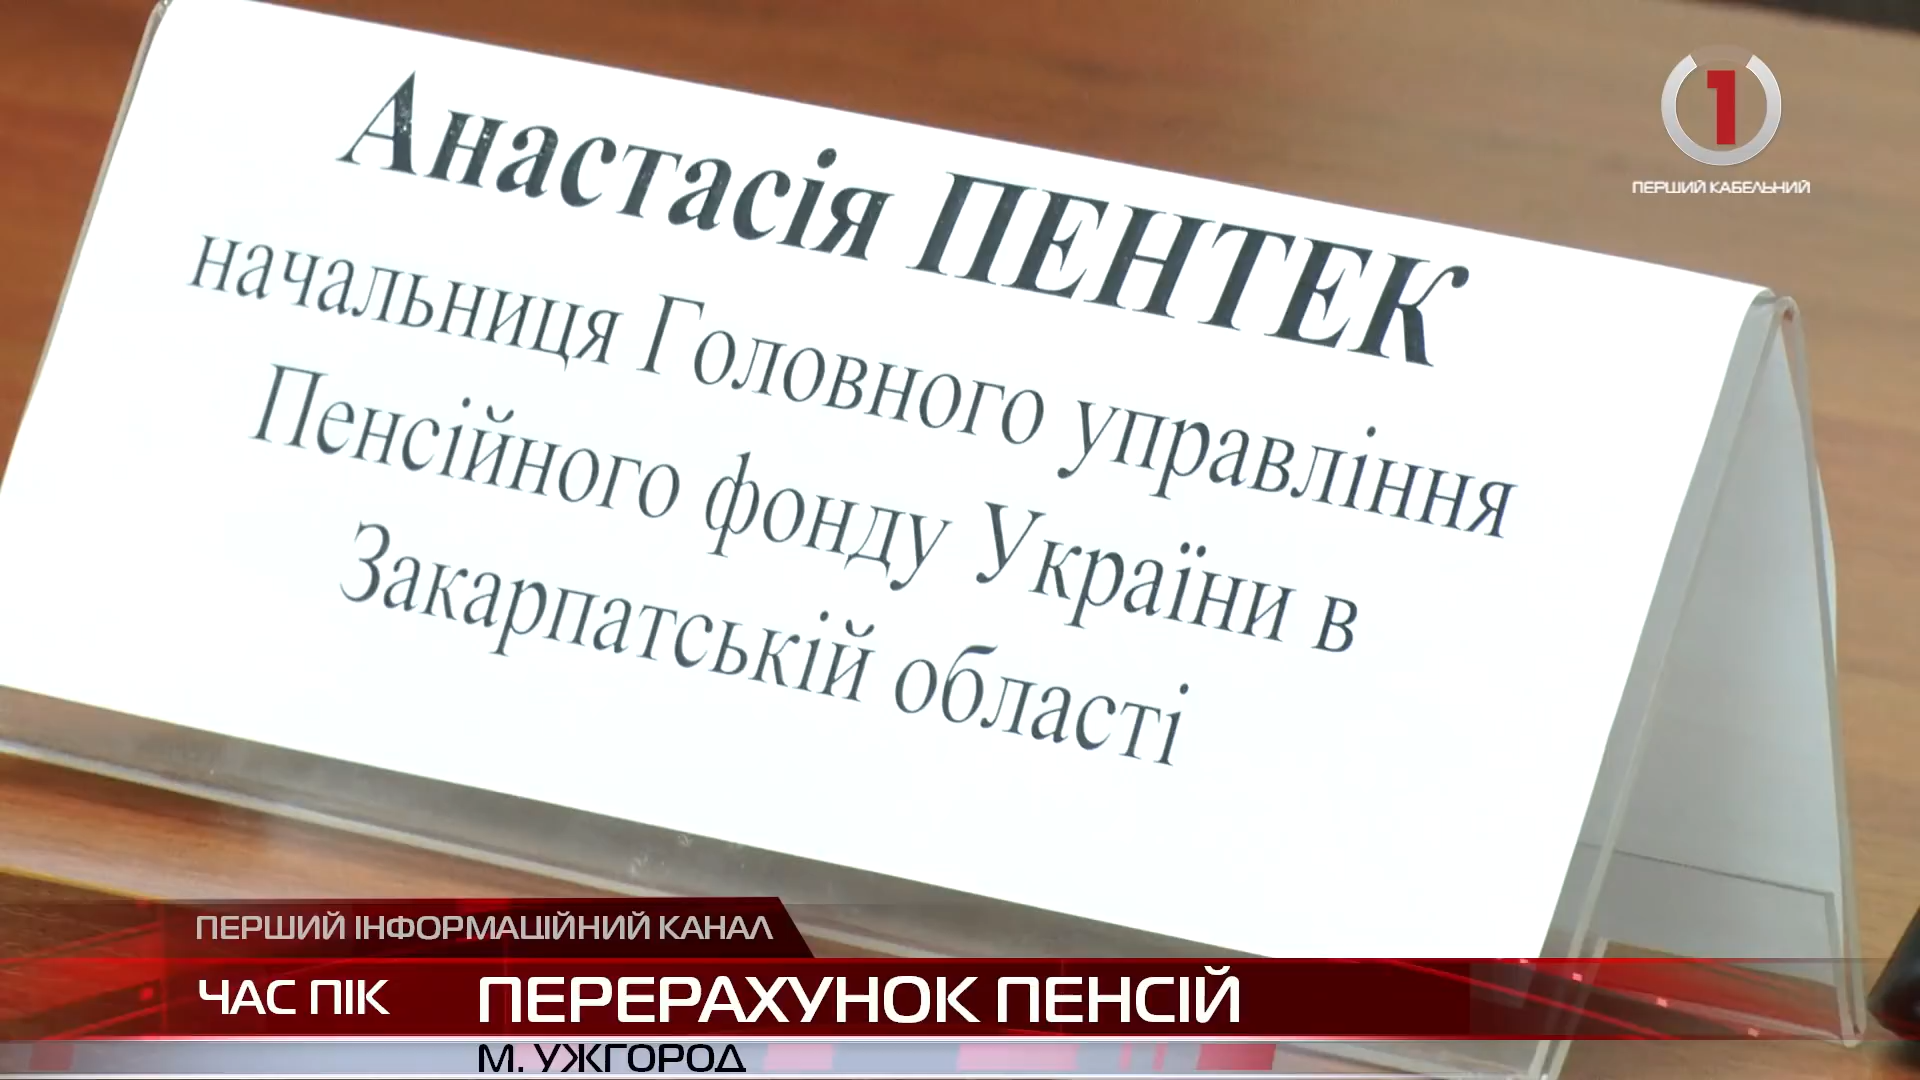 Анастасія ПЕНТЕК
начальниця Головного управління
Пенсійного фонду України в
Закарпатській області
1
ПЕРШИЙ КАБЕЛЬНИЙ
ПЕРШИЙ ІНФОРМАЦІЙНИЙ КАНАЛ
ЧАС ПІК
ПЕРЕРАХУНОК ПЕНСІЙ
М. УЖГОРОД